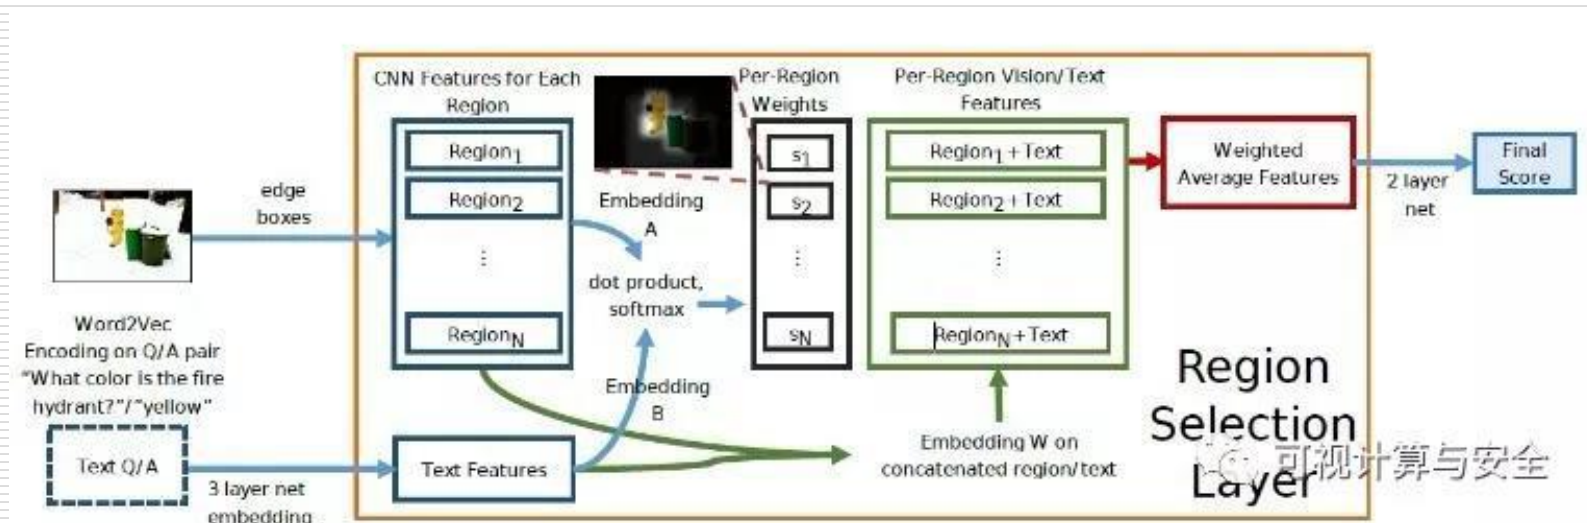 CNN Features for Each
Region
Per-Region
Weights
Per-Region Vision/Text
Features
edge
boxes
Region1
Region2
⋮
RegionN
Embedding
A
dot product,
softmax
Embedding
B
s1
s2
⋮
sN
Region1 + Text
Region2 + Text
⋮
RegionN + Text
Weighted
Average Features
2 layer
net
Final
Score
Word2Vec
Encoding on Q/A pair
"What color is the fire
hydrant?"/"yellow"
Text Q/A
3 layer net
embedding
Text Features
Embedding W on
concatenated region/text
Region
Selection
Layer
可视计算与安全